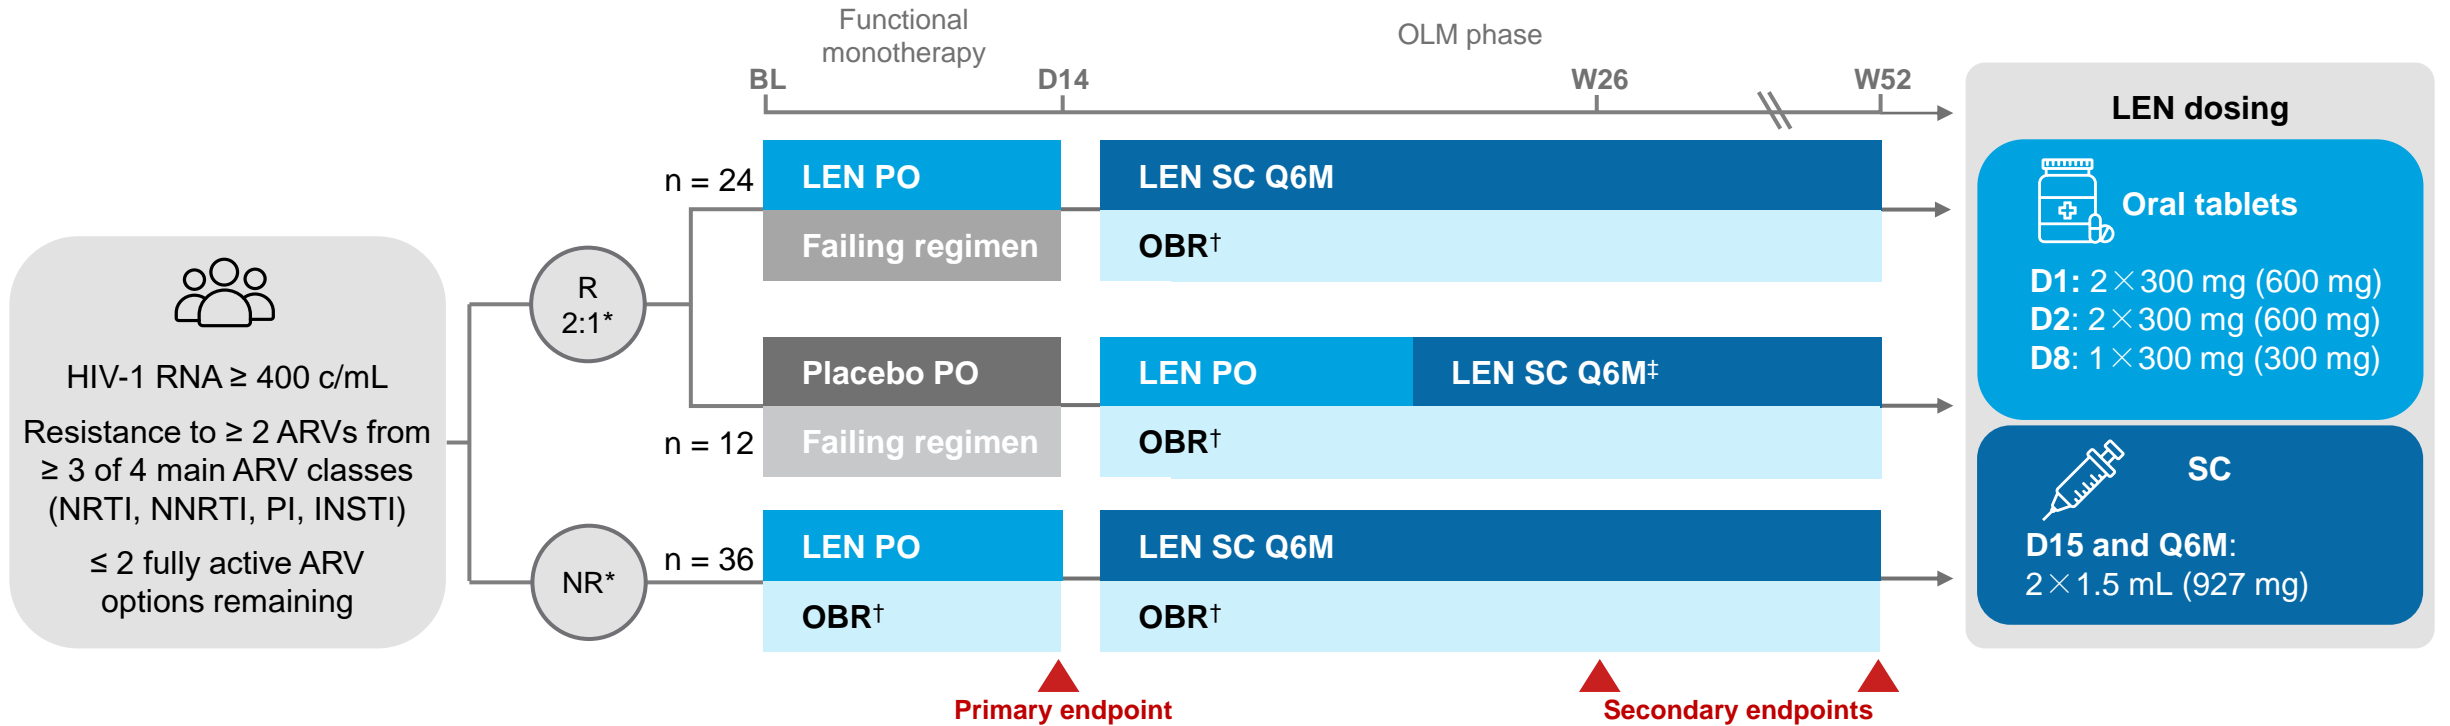 Functional
monotherapy
OLM phase
BL
D14
W26
W52
HIV-1 RNA ≥ 400 c/mL
Resistance to ≥ 2 ARVs from
≥ 3 of 4 main ARV classes
(NRTI, NNRTI, PI, INSTI)
≤ 2 fully active ARV
options remaining
R
2:1*
NR*
n = 24
LEN PO
Failing regimen
LEN SC Q6M
OBR†
n = 12
Placebo PO
Failing regimen
LEN PO
LEN SC Q6M‡
OBR†
n = 36
LEN PO
OBR†
LEN SC Q6M
OBR†
Primary endpoint
Secondary endpoints
LEN dosing
Oral tablets
D1: 2×300 mg (600 mg)
D2: 2×300 mg (600 mg)
D8: 1×300 mg (300 mg)
SC
D15 and Q6M:
2×1.5 mL (927 mg)